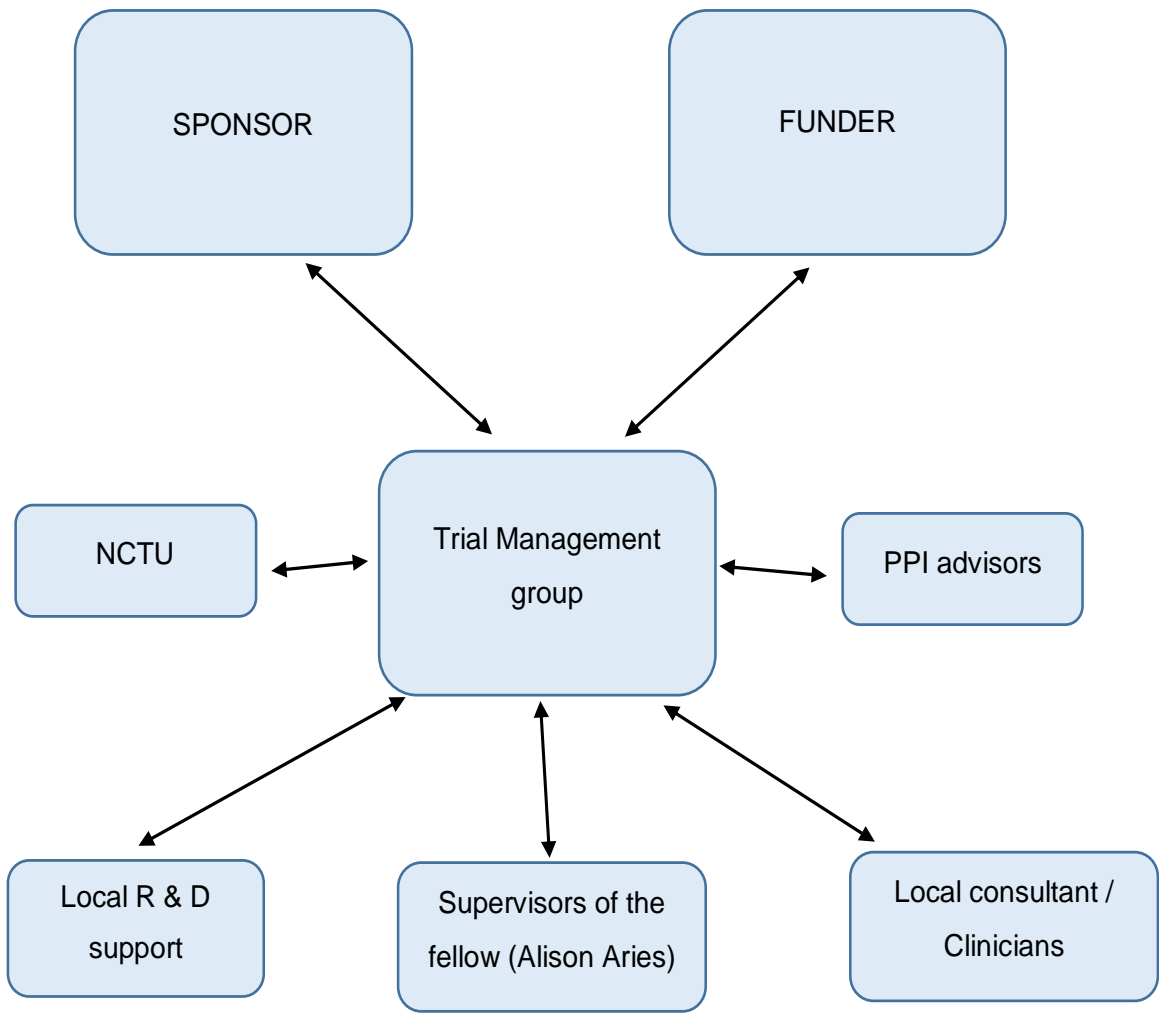 SPONSOR
FUNDER
NCTU
Trial Management
group
PPI advisors
Local R & D
support
Supervisors of the
fellow (Alison Aries)
Local consultant /
Clinicians